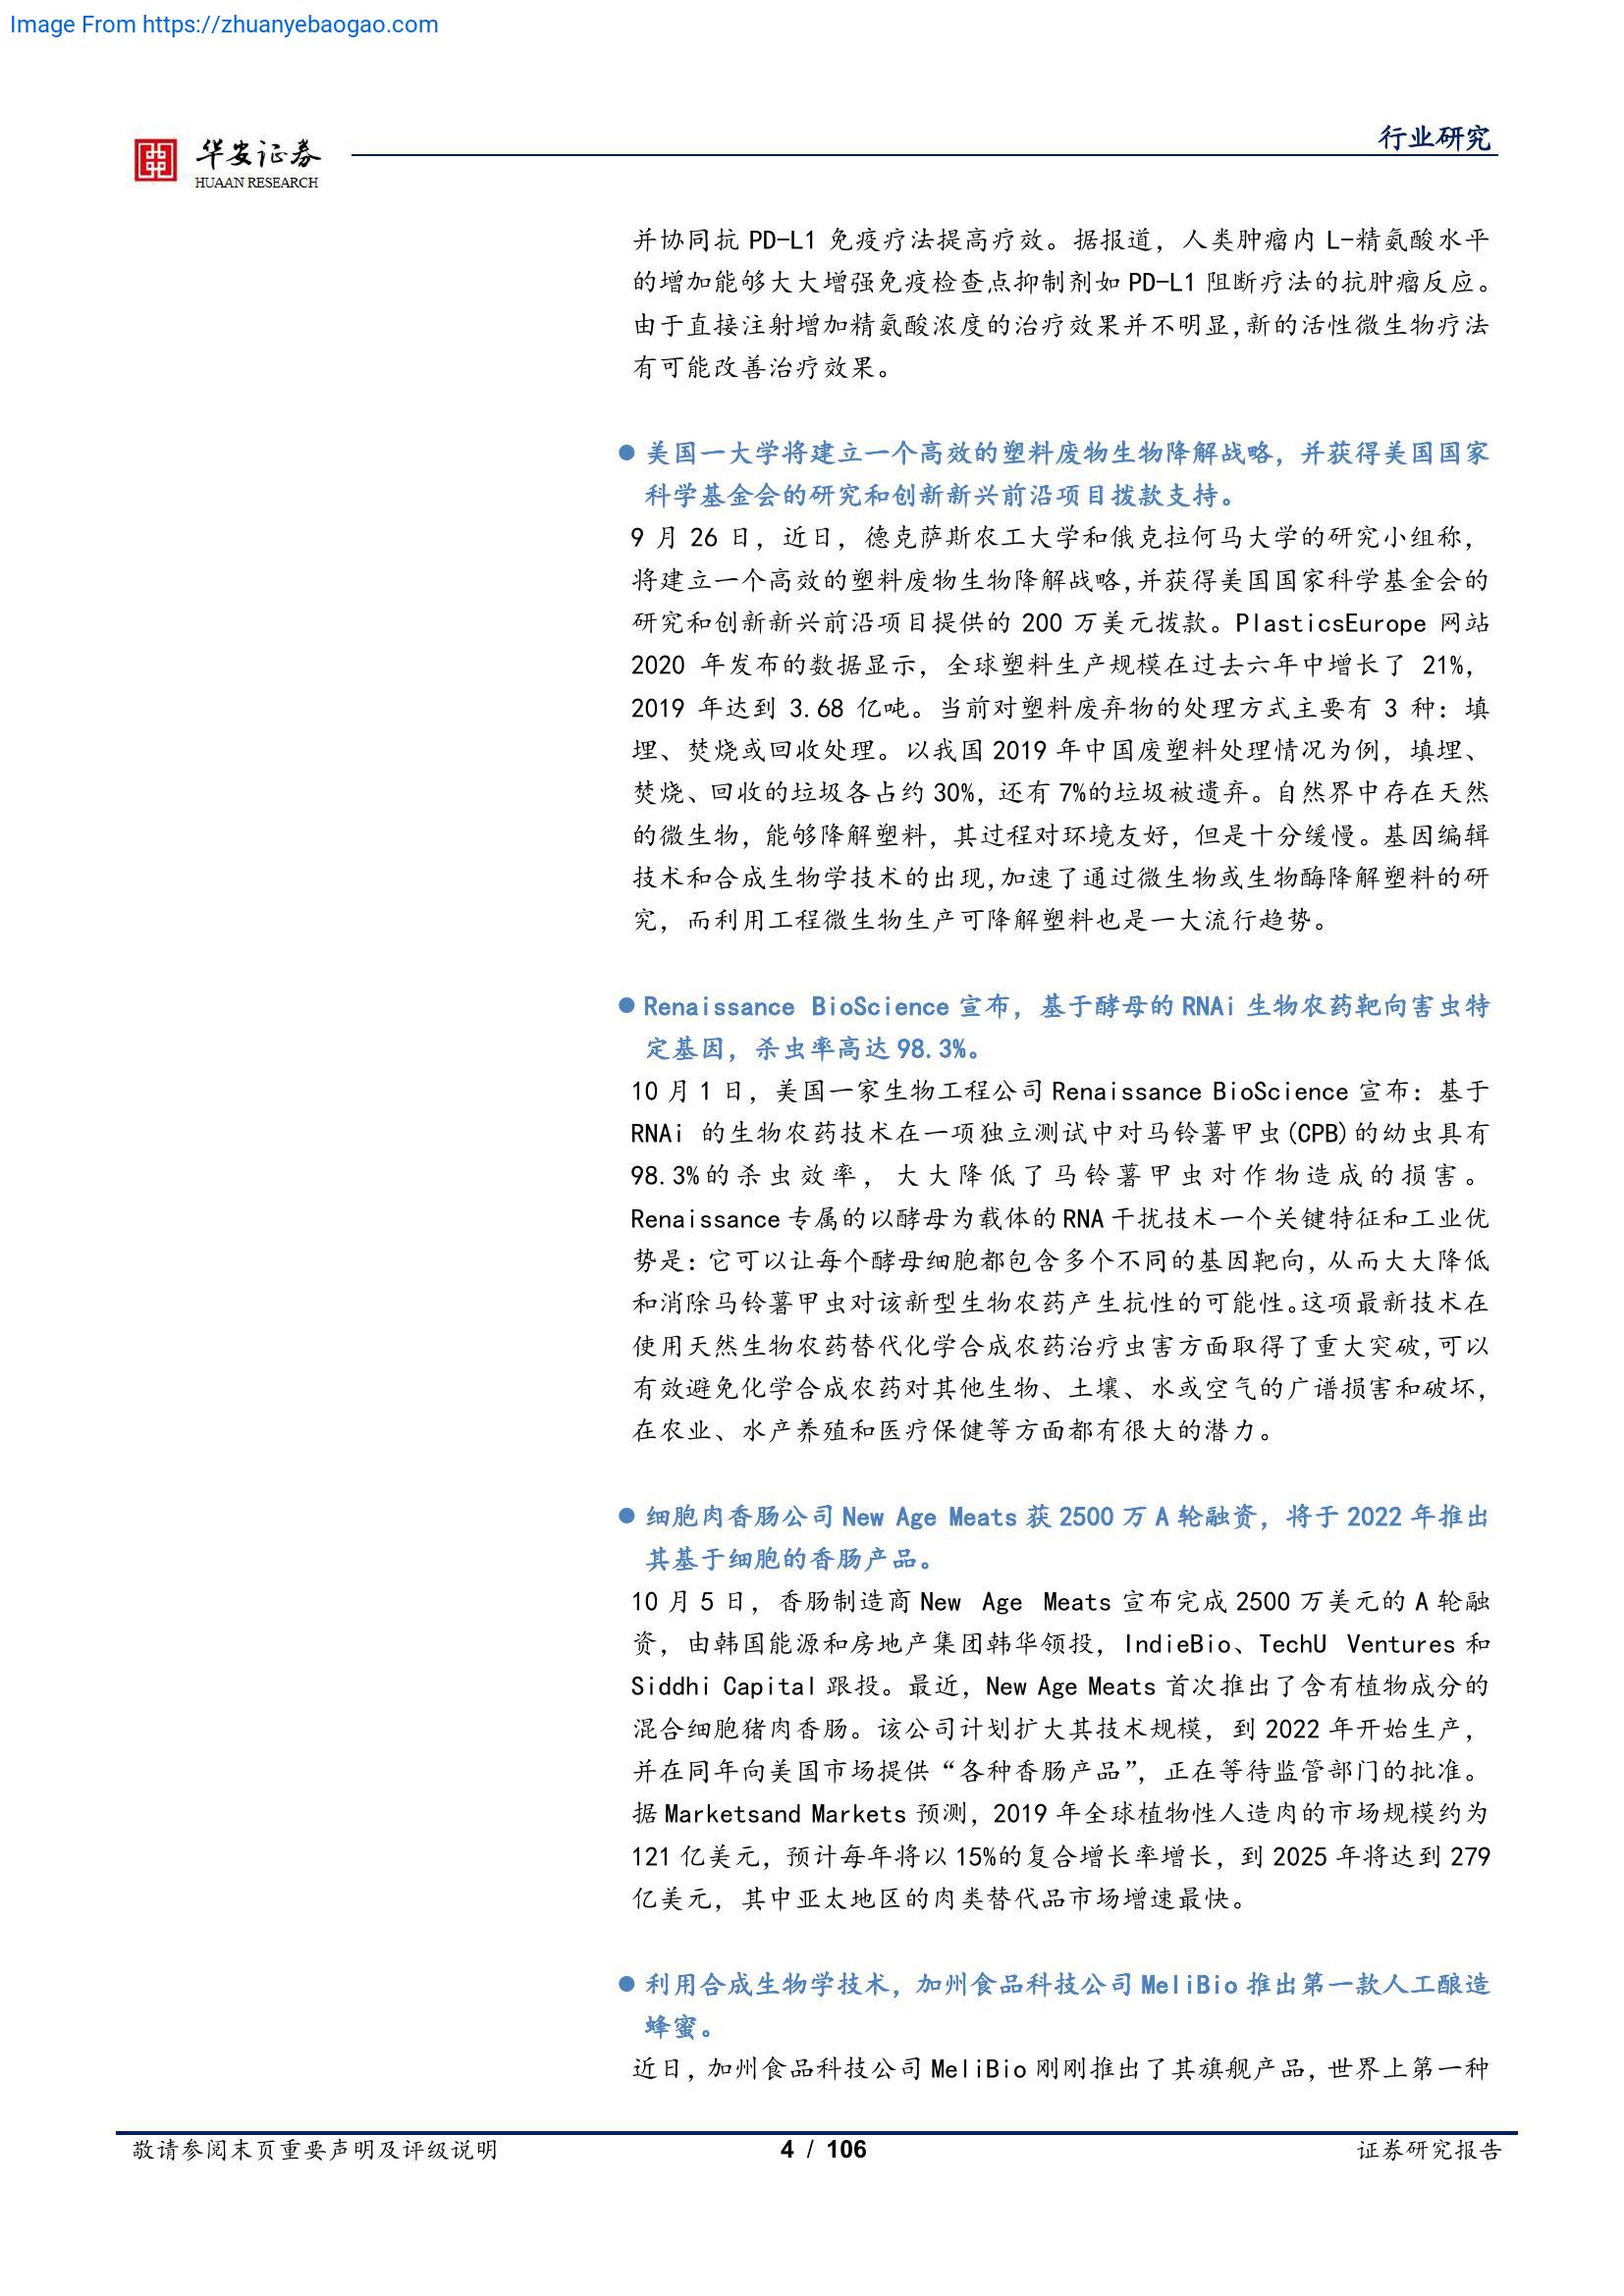 Image From https://zhuanyebaogao.com
华安证券
HUAAN RESEARCH
行业研究
并协同抗 PD-L1 免疫疗法提高疗效。据报道，人类肿瘤内 L-精氨酸水平
的增加能够大大增强免疫检查点抑制剂如 PD-L1 阻断疗法的抗肿瘤反应。
由于直接注射增加精氨酸浓度的治疗效果并不明显,新的活性微生物疗法
有可能改善治疗效果。
● 美国一大学将建立一个高效的塑料废物生物降解战略，并获得美国国家
科学基金会的研究和创新新兴前沿项目拨款支持。
9 月 26 日，近日，德克萨斯农工大学和俄克拉何马大学的研究小组称，
将建立一个高效的塑料废物生物降解战略,并获得美国国家科学基金会的
研究和创新新兴前沿项目提供的 200 万美元拨款。PlasticsEurope 网站
2020 年发布的数据显示，全球塑料生产规模在过去六年中增长了 21%，
2019 年达到 3.68 亿吨。当前对塑料废弃物的处理方式主要有 3 种：填
埋、焚烧或回收处理。以我国 2019 年中国废塑料处理情况为例，填埋、
焚烧、回收的垃圾各占约 30%，还有 7%的垃圾被遗弃。自然界中存在天然
的微生物，能够降解塑料，其过程对环境友好，但是十分缓慢。基因编辑
技术和合成生物学技术的出现,加速了通过微生物或生物酶降解塑料的研
究，而利用工程微生物生产可降解塑料也是一大流行趋势。
● Renaissance BioScience 宣布，基于酵母的 RNAi 生物农药靶向害虫特
定基因，杀虫率高达 98.3%。
10 月 1 日，美国一家生物工程公司 Renaissance BioScience 宣布：基于
RNAi 的生物农药技术在一项独立测试中对马铃薯甲虫(CPB)的幼虫具有
98.3%的杀虫效率，大大降低了马铃薯甲虫对作物造成的损害。
Renaissance 专属的以酵母为载体的 RNA 干扰技术一个关键特征和工业优
势是：它可以让每个酵母细胞都包含多个不同的基因靶向，从而大大降低
和消除马铃薯甲虫对该新型生物农药产生抗性的可能性。这项最新技术在
使用天然生物农药替代化学合成农药治疗虫害方面取得了重大突破,可以
有效避免化学合成农药对其他生物、土壤、水或空气的广谱损害和破坏，
在农业、水产养殖和医疗保健等方面都有很大的潜力。
● 细胞肉香肠公司 New Age Meats 获 2500 万 A 轮融资，将于 2022 年推出
其基于细胞的香肠产品。
10 月 5 日，香肠制造商 New Age Meats 宣布完成 2500 万美元的 A 轮融
资，由韩国能源和房地产集团韩华领投，IndieBio、TechU Ventures 和
Siddhi Capital 跟投。最近，New Age Meats 首次推出了含有植物成分的
混合细胞猪肉香肠。该公司计划扩大其技术规模，到 2022 年开始生产，
并在同年向美国市场提供“各种香肠产品”，正在等待监管部门的批准。
据 Marketsand Markets 预测，2019 年全球植物性人造肉的市场规模约为
121 亿美元，预计每年将以 15%的复合增长率增长，到 2025 年将达到 279
亿美元，其中亚太地区的肉类替代品市场增速最快。
● 利用合成生物学技术，加州食品科技公司 MeliBio 推出第一款人工酿造
蜂蜜。
近日，加州食品科技公司 MeliBio 刚刚推出了其旗舰产品，世界上第一种
敬请参阅末页重要声明及评级说明
4 / 106
证券研究报告